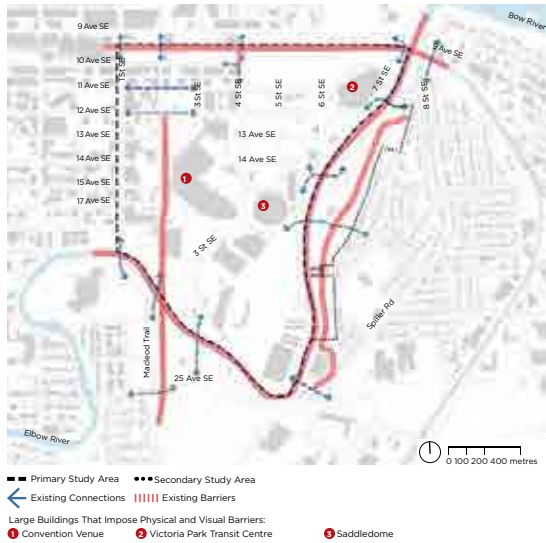 9 Ave SE
Bow River
9 Ave SE
10 Ave SE
1 St SE
11 Ave SE
3 St SE
4 St SE
5 St SE
6 St SE
7 St SE
8 St SE
2
12 Ave SE
13 Ave SE
13 Ave SE
14 Ave SE
14 Ave SE
15 Ave SE
1
17 Ave SE
3
3 St SE
Spiller Rd
Macleod Trail
25 Ave SE
Elbow River
0 100 200 400 metres
Primary Study Area
Secondary Study Area
Existing Connections
Existing Barriers
Large Buildings That Impose Physical and Visual Barriers:
1 Convention Venue
2 Victoria Park Transit Centre
3 Saddledome